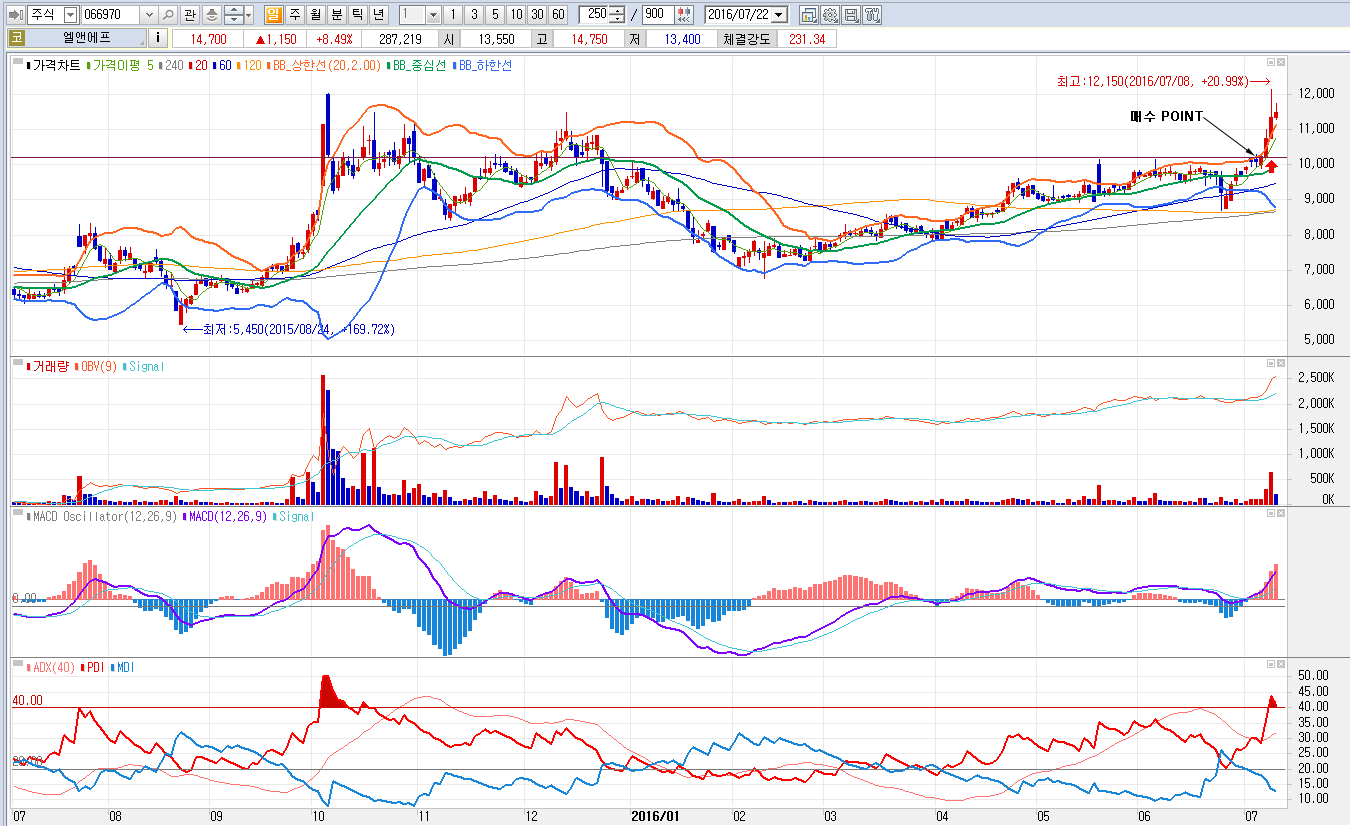 주식 066970 관 일 주 월 분 틱 년 1 1 3 5 10 30 60 250 / 900 2016/07/22
코 엘앤에프 i 14,700 ▲1,150 +8.49% 287,219 시 13,550 고 14,750 저 13,400 체결강도 231.34
가격차트 가격이평 5 240 20 60 120 BB_상한선(20,2.00) BB_중심선 BB_하한선
최고:12,150(2016/07/08, +20.99%)
매수 POINT
최저:5,450(2015/08/24, +169.72%)
12,000
11,000
10,000
9,000
8,000
7,000
6,000
5,000
거래량 OBV(9) Signal
2,500K
2,000K
1,500K
1,000K
500K
0K
MACD Oscillator(12,26,9) MACD(12,26,9) Signal
0.00
ADX(40) PDI MDI
40.00
20.00
50.00
45.00
40.00
35.00
30.00
25.00
20.00
15.00
10.00
07 08 09 10 11 12 2016/01 02 03 04 05 06 07